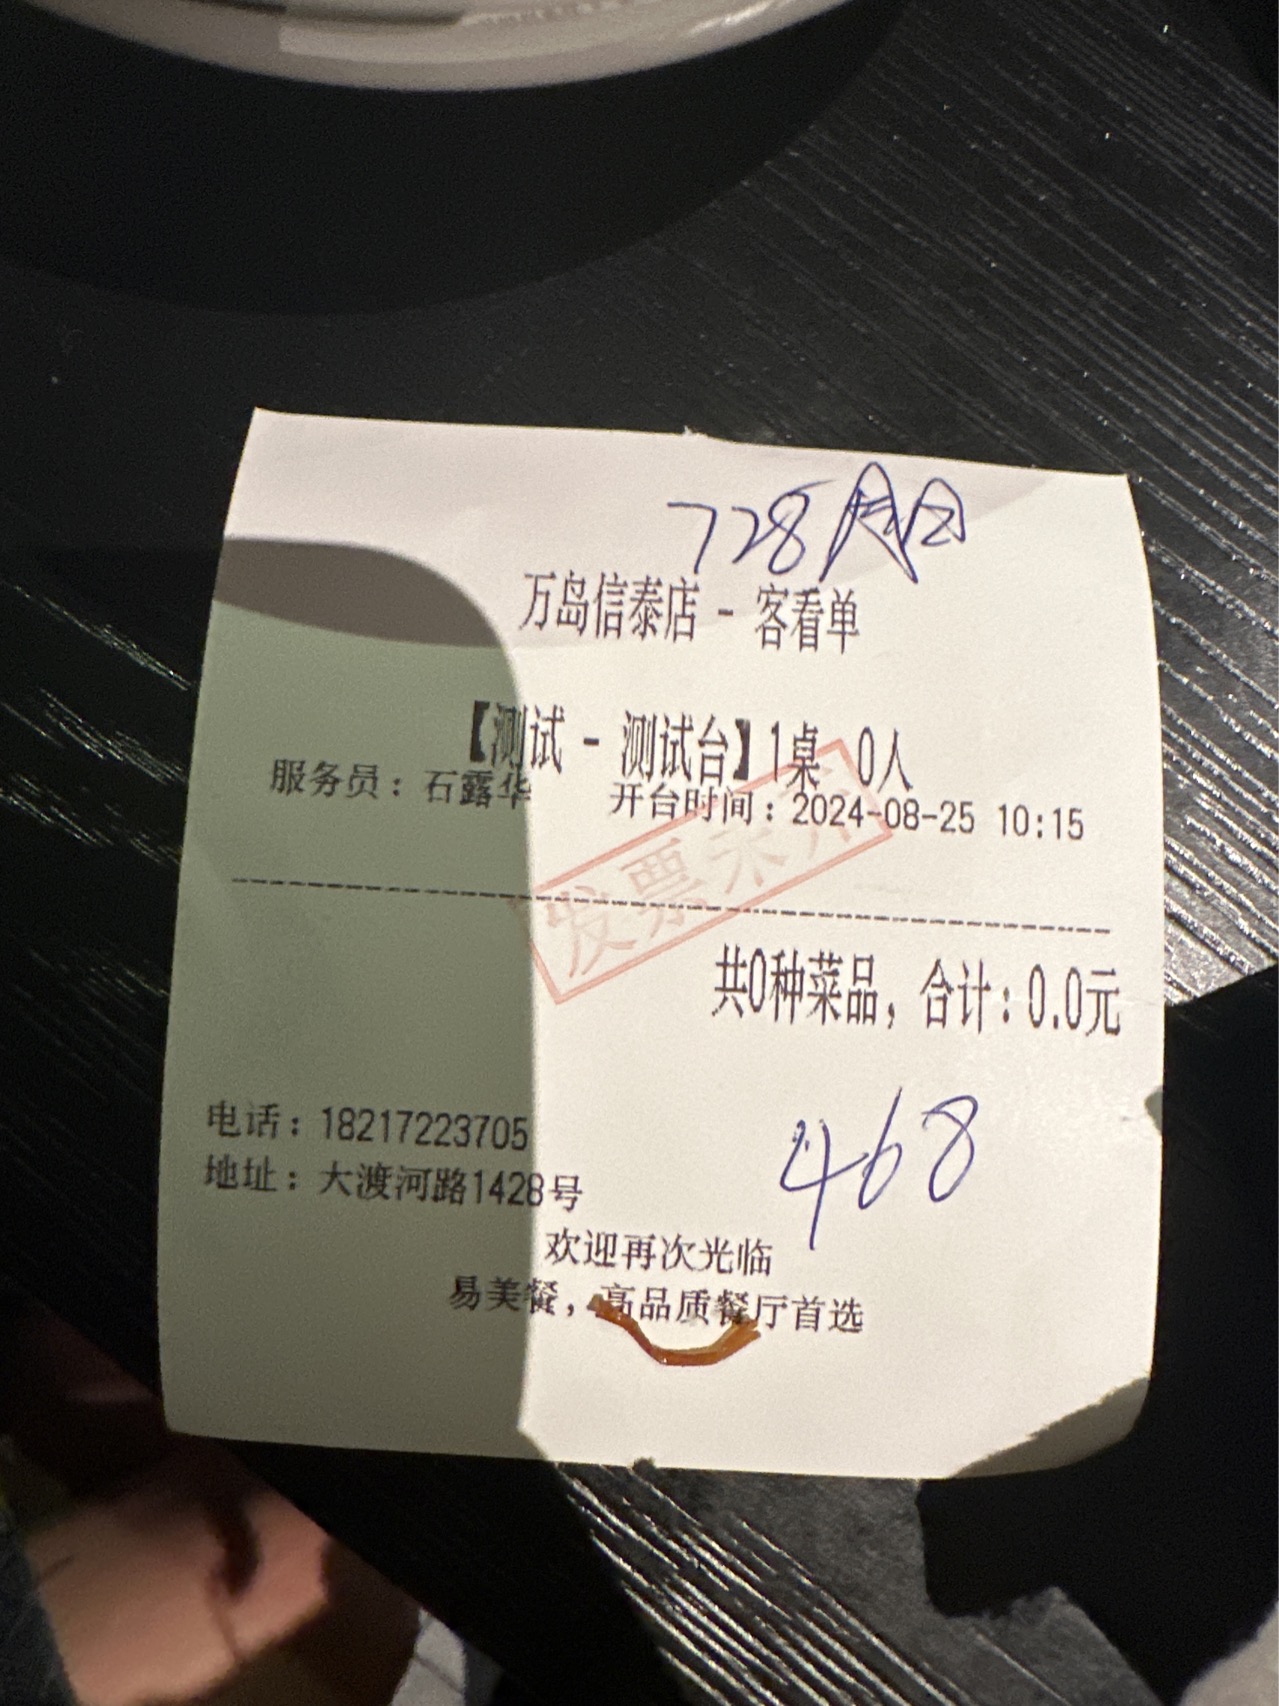 728
万岛信泰店 - 客看单
【测试 - 测试台】1桌 0人
服务员：石露华 开台时间：2024-08-25 10:15
发票未开
共0种菜品，合计：0.0元
468
电话：18217223705
地址：大渡河路1428号
欢迎再次光临
易美餐，高品质餐厅首选